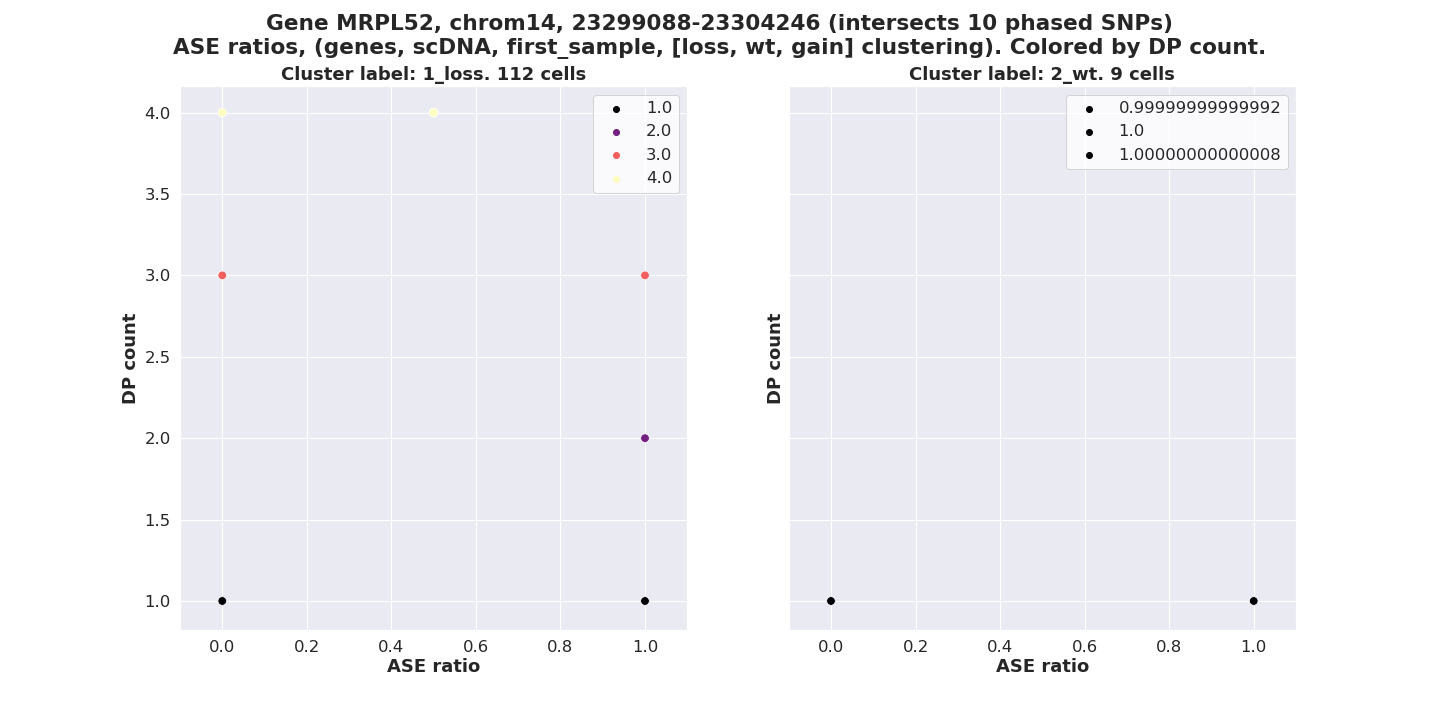 Gene MRPL52, chrom14, 23299088-23304246 (intersects 10 phased SNPs)
ASE ratios, (genes, scDNA, first_sample, [loss, wt, gain] clustering). Colored by DP count.
Cluster label: 1_loss. 112 cells
4.0
3.5
3.0
2.5
2.0
1.5
1.0
DP count
1.0
2.0
3.0
4.0
0.0 0.2 0.4 0.6 0.8 1.0
ASE ratio
Cluster label: 2_wt. 9 cells
DP count
0.99999999999992
1.0
1.00000000000008
0.0 0.2 0.4 0.6 0.8 1.0
ASE ratio